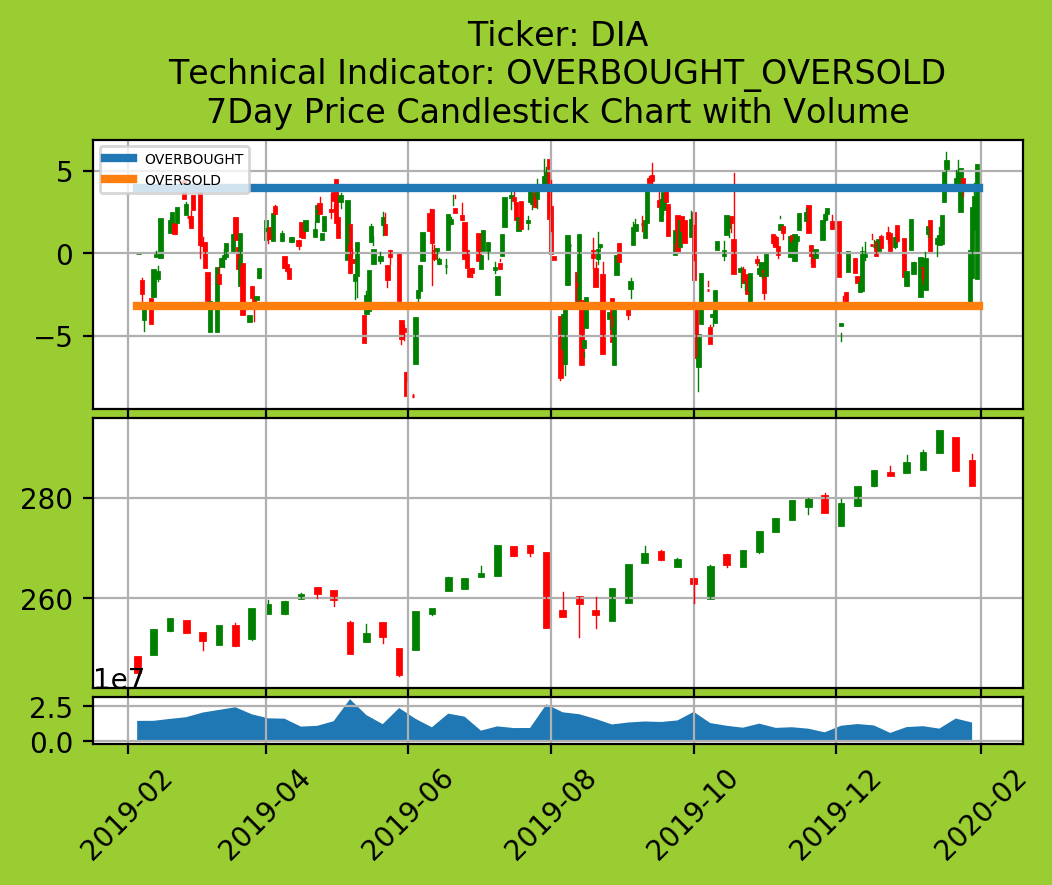 Ticker: DIA
Technical Indicator: OVERBOUGHT_OVERSOLD
7Day Price Candlestick Chart with Volume
OVERBOUGHT
OVERSOLD
5
0
−5
280
260
1e7
2.5
0.0
2019-02
2019-04
2019-06
2019-08
2019-10
2019-12
2020-02